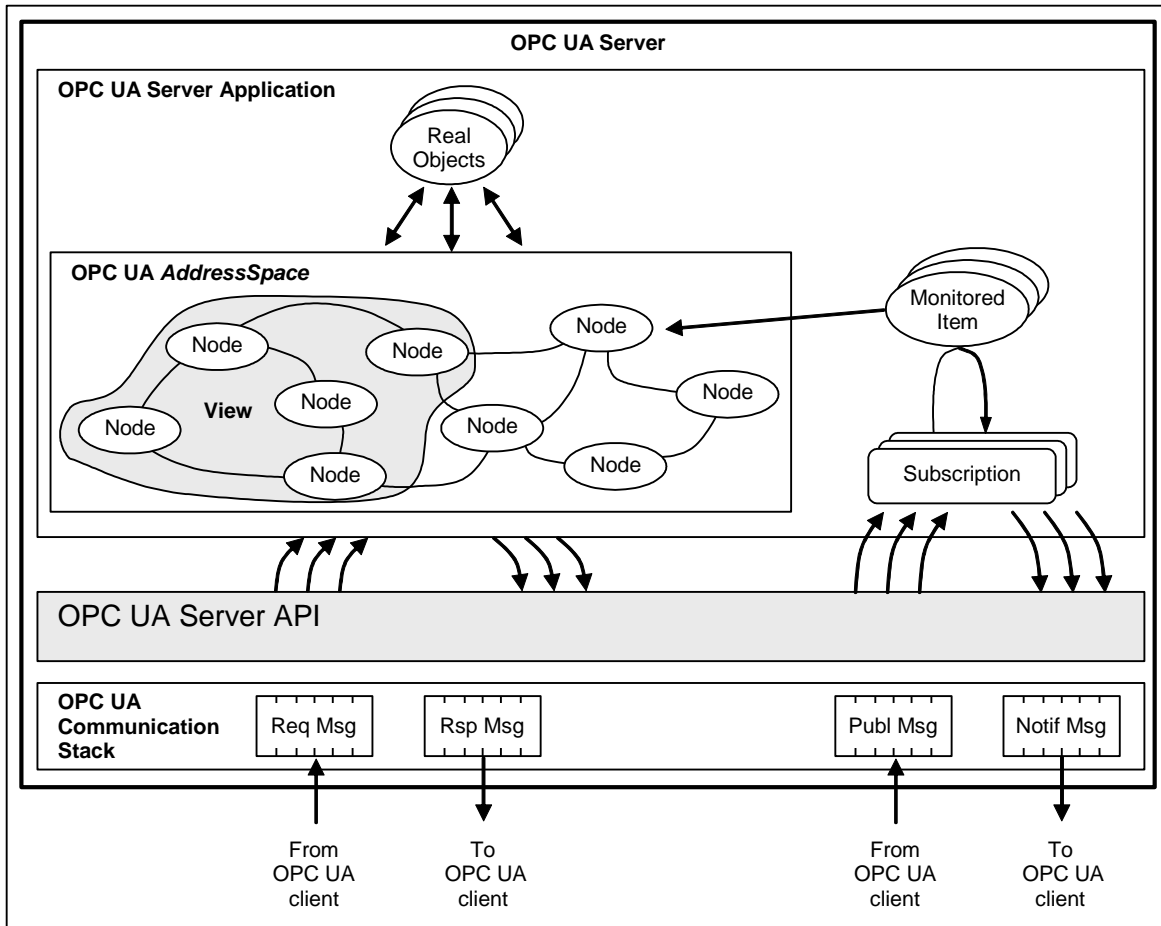 OPC UA Server
OPC UA Server Application
Real
Objects
OPC UA AddressSpace
Monitored
Item
Node
Node
Node
Node
View
Node
Node
Node
Node
Node
Subscription
OPC UA Server API
OPC UA
Communication
Stack
Req Msg
Rsp Msg
Publ Msg
Notif Msg
From
OPC UA
client
To
OPC UA
client
From
OPC UA
client
To
OPC UA
client